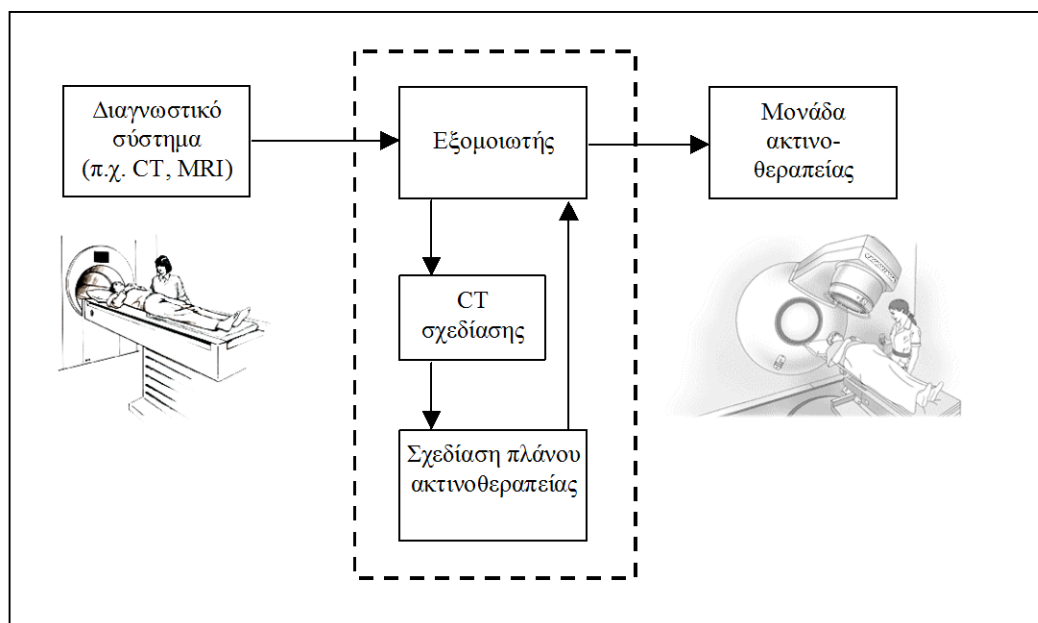 Διαγνωστικό
σύστημα
(π.χ. CT, MRI)
Εξομοιωτής
Μονάδα
ακτινο-
θεραπείας
CT
σχεδίασης
Σχεδίαση πλάνου
ακτινοθεραπείας